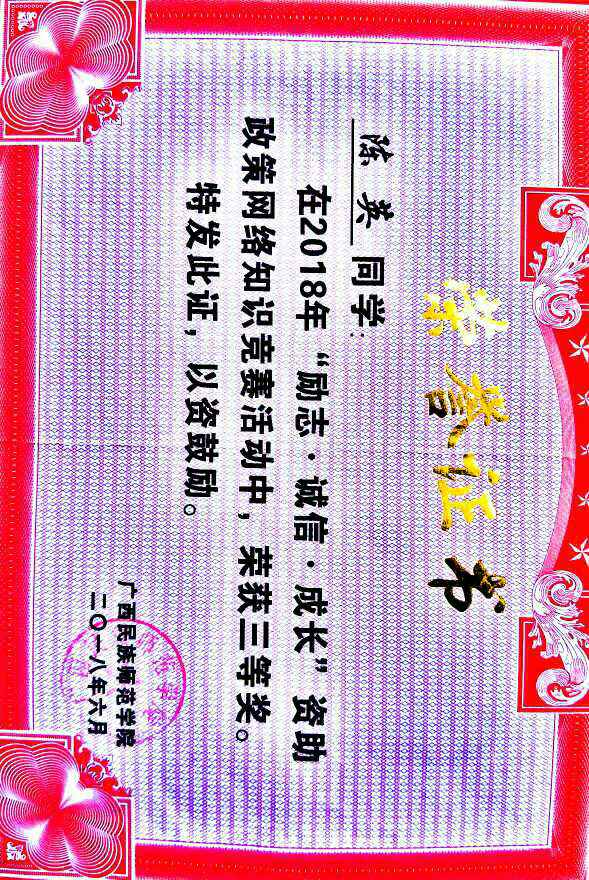 荣誉证书
陈英同学：
在2018年“励志·诚信·成长”资助
政策网络知识竞赛活动中，荣获三等奖。
特发此证，以资鼓励。
广西民族师范学院
二〇一八年六月